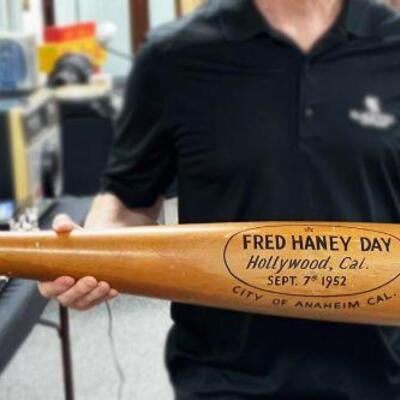 FRED HANEY DAY
Hollywood, Cal.
SEPT. 7th 1952
CITY OF ANAHEIM CAL.